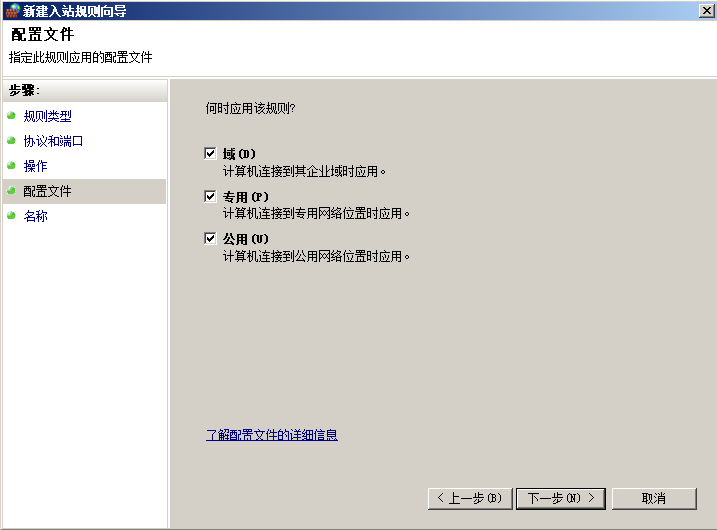 新建入站规则向导
配置文件
指定此规则应用的配置文件
步骤:
规则类型
协议和端口
操作
配置文件
名称
何时应用该规则?
域(D)
计算机连接到其企业域时应用。
专用(P)
计算机连接到专用网络位置时应用。
公用(U)
计算机连接到公用网络位置时应用。
了解配置文件的详细信息
< 上一步(B) 下一步(N) > 取消